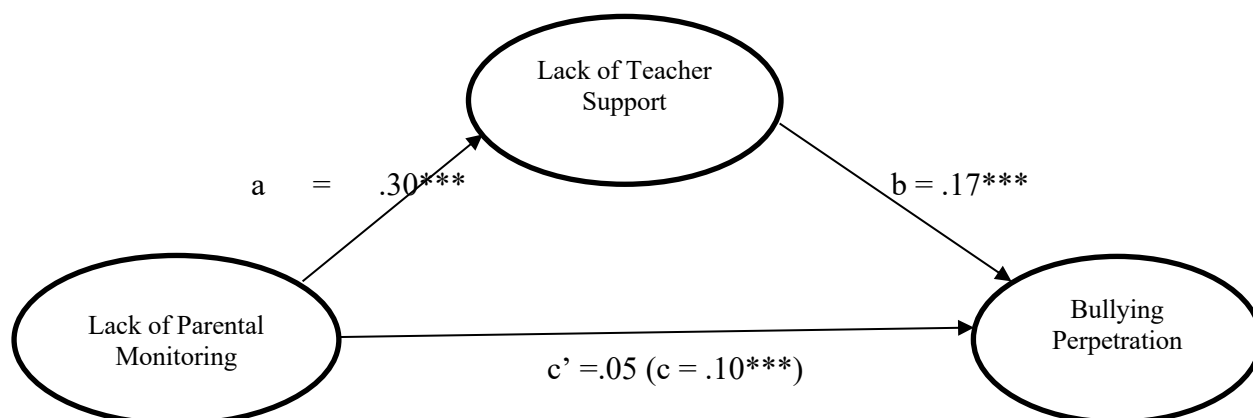 Lack of Teacher
Support
a = .30***
b = .17***
Lack of Parental
Monitoring
Bullying
Perpetration
c’ =.05 (c = .10***)